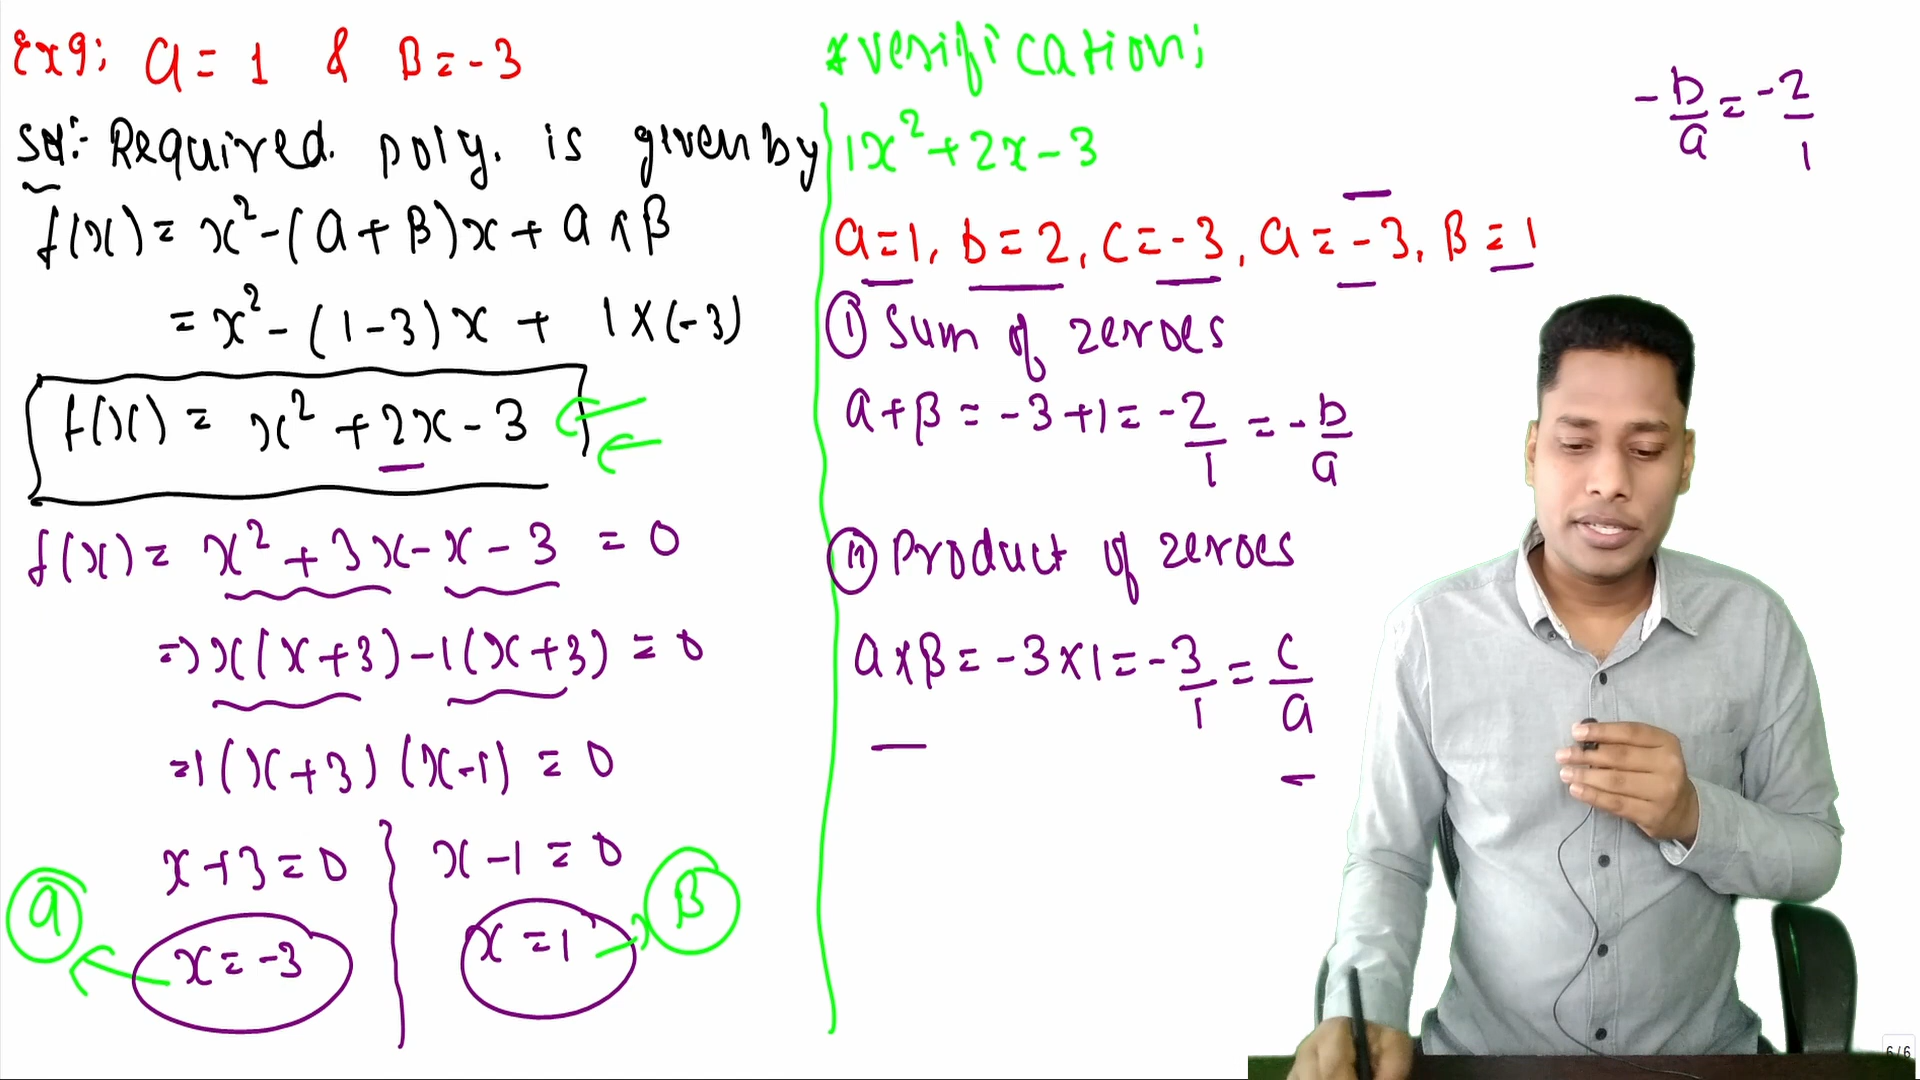 Ex9: α = 1 & β = -3
Sol:- Required. poly. is given by
f(x) = x² - (α + β)x + α × β
= x² - (1 - 3)x + 1 × (-3)
f(x) = x² + 2x - 3
f(x) = x² + 3x - x - 3 = 0
=> x(x+3) - 1(x+3) = 0
=> (x+3) (x-1) = 0
x + 3 = 0
x - 1 = 0
α
x = -3
x = 1
β
*verification:
1x² + 2x - 3
a = 1, b = 2, c = -3, α = -3, β = 1
(i) Sum of zeroes
α + β = -3 + 1 = -2/1 = -b/a
(ii) Product of zeroes
α × β = -3 × 1 = -3/1 = c/a
-b/a = -2/1
6/6